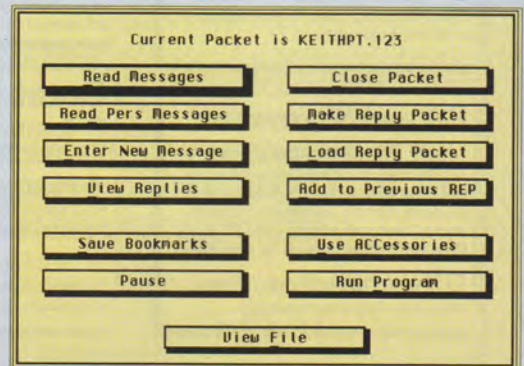 Current Packet is KEITHPT.123
Read Messages
Close Packet
Read Pers Messages
Make Reply Packet
Enter New Message
Load Reply Packet
View Replies
Add to Previous REP
Save Bookmarks
Use ACCessories
Pause
Run Program
View File